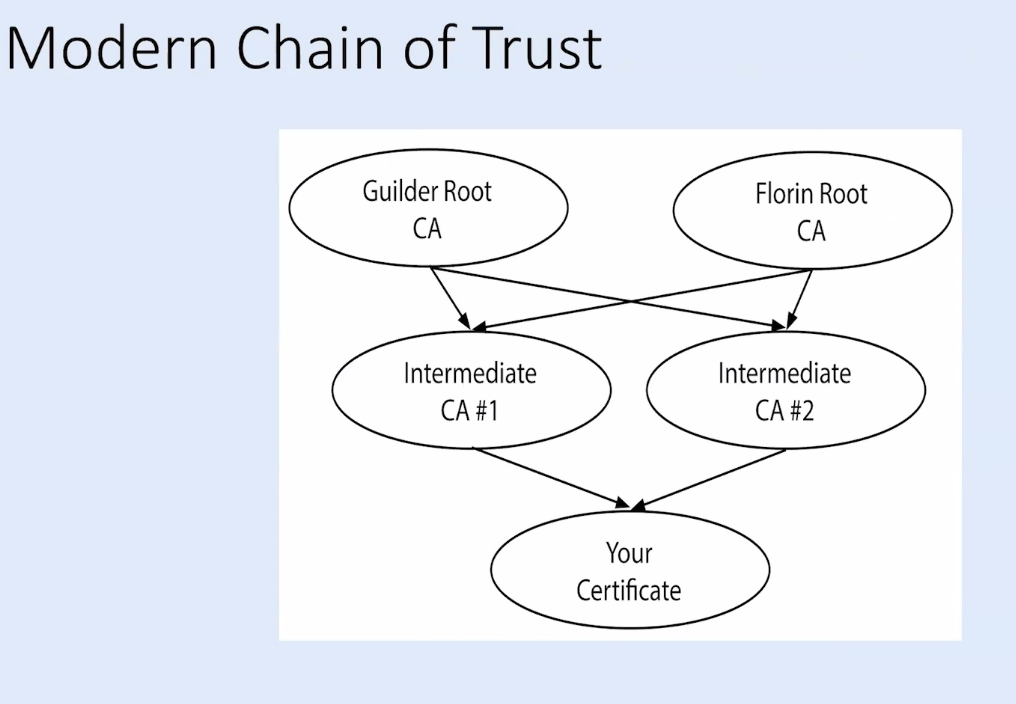 Modern Chain of Trust
Guilder Root
CA
Florin Root
CA
Intermediate
CA #1
Intermediate
CA #2
Your
Certificate